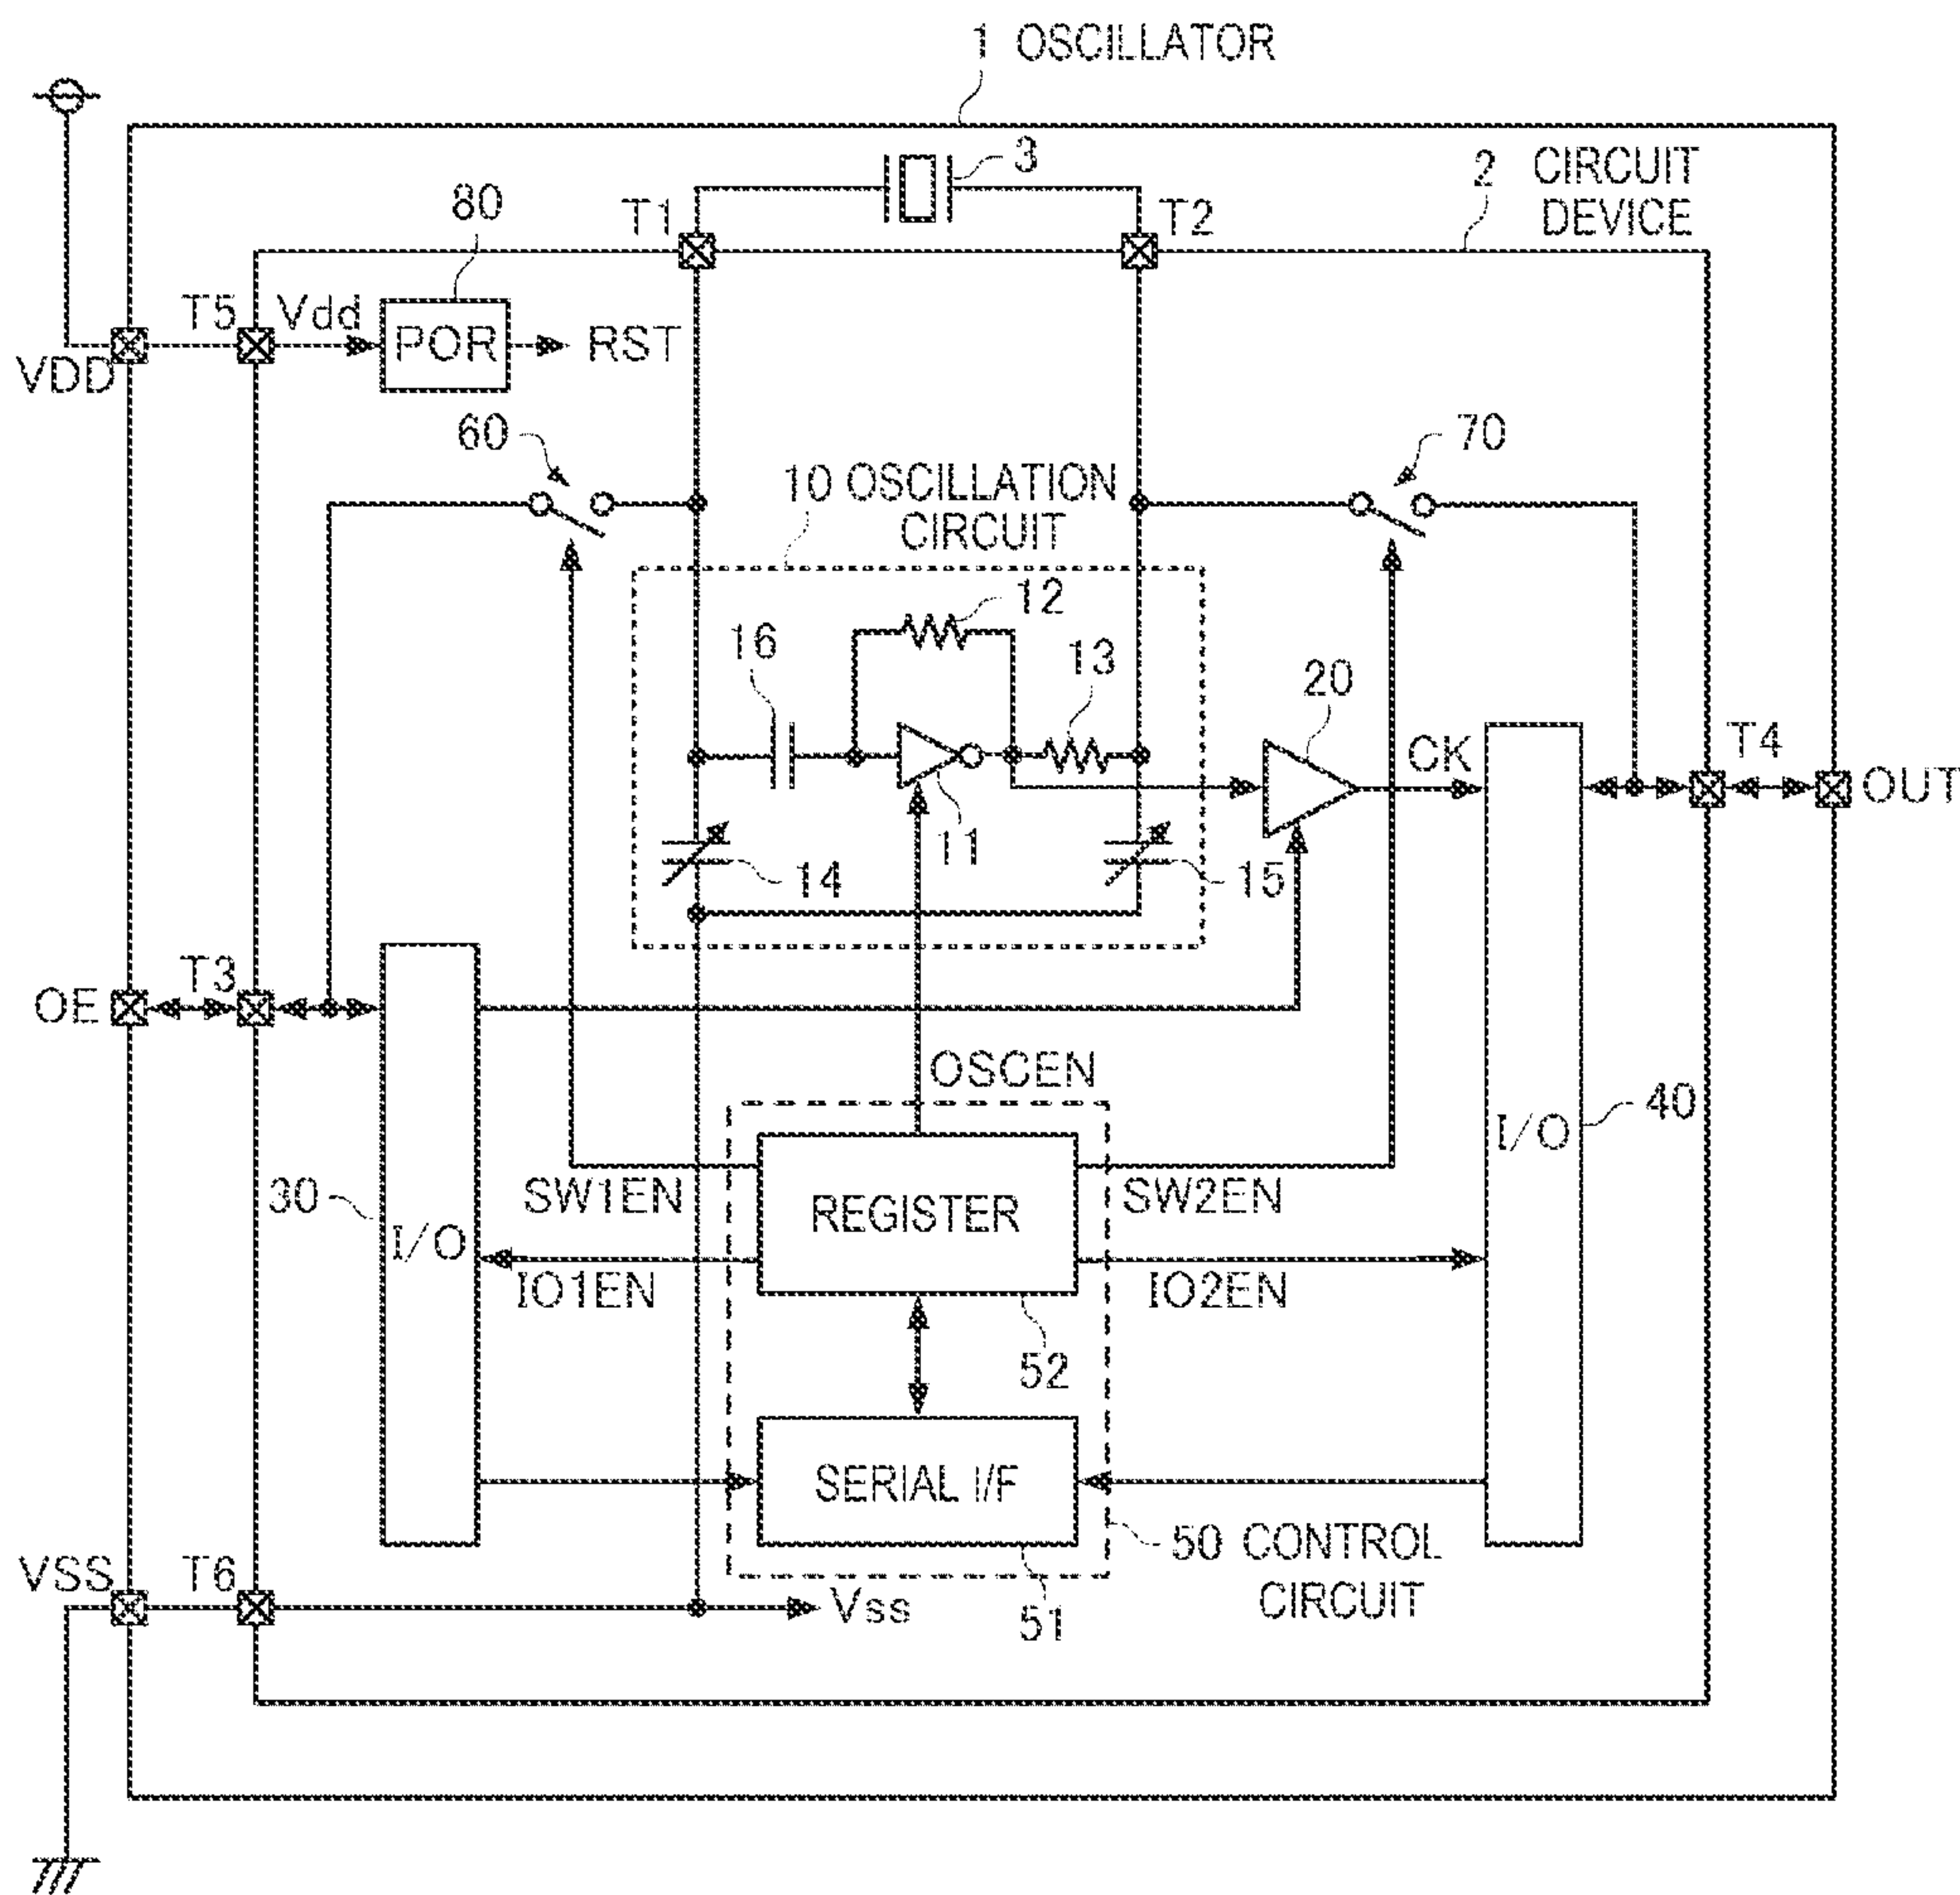 1 OSCILLATOR
3
2 CIRCUIT
DEVICE
80
T1
T2
T5
Vdd
POR
RST
VDD
60
70
10 OSCILLATION
CIRCUIT
12
16
13
20
CK
T4
OUT
11
14
15
T3
OE
OSCEN
40
I/O
30
I/O
SW1EN
REGISTER
SW2EN
IO1EN
IO2EN
52
SERIAL I/F
50 CONTROL
CIRCUIT
VSS
T6
Vss
51